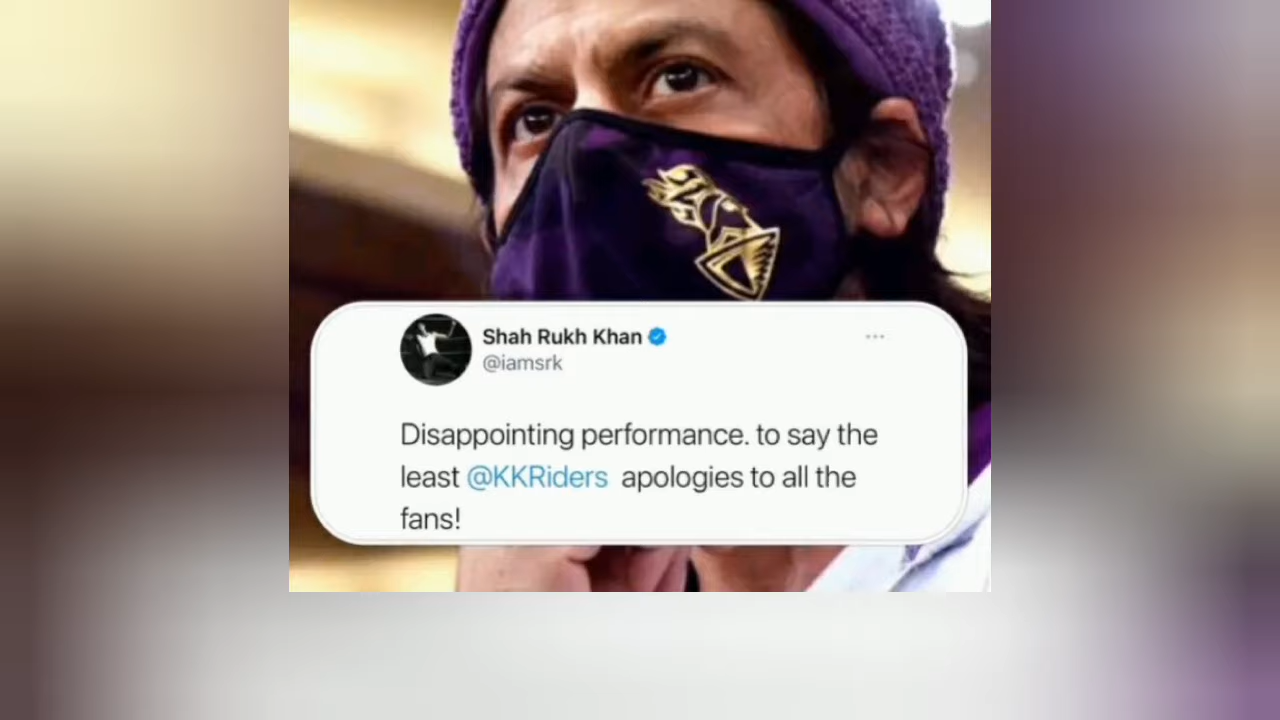 Shah Rukh Khan
@iamsrk
Disappointing performance. to say the
least @KKRiders apologies to all the
fans!